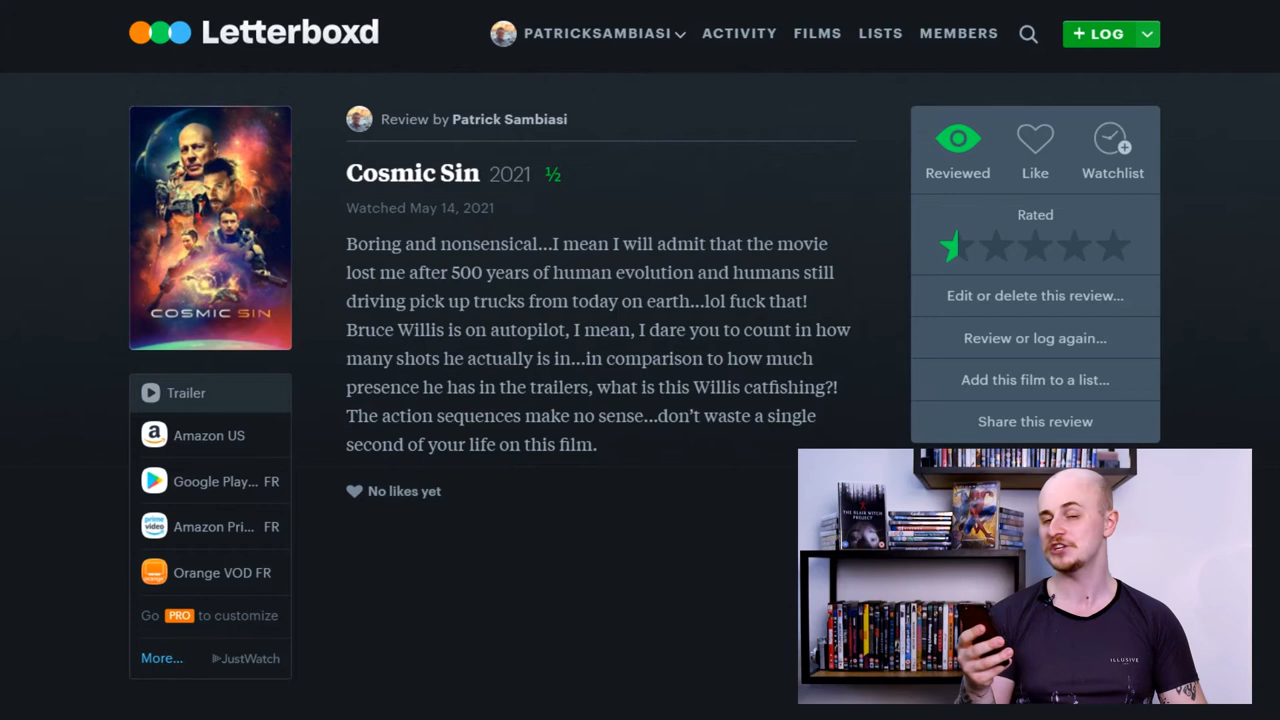 Letterboxd
PATRICKSAMBIASI
ACTIVITY
FILMS
LISTS
MEMBERS
+ LOG
Review by Patrick Sambiasi
Cosmic Sin 2021 ½
Watched May 14, 2021
Boring and nonsensical...I mean I will admit that the movie
lost me after 500 years of human evolution and humans still
driving pick up trucks from today on earth...lol fuck that!
Bruce Willis is on autopilot, I mean, I dare you to count in how
many shots he actually is in...in comparison to how much
presence he has in the trailers, what is this Willis catfishing?!
The action sequences make no sense...don’t waste a single
second of your life on this film.
No likes yet
COSMIC SIN
Trailer
Amazon US
Google Play... FR
Amazon Pri... FR
Orange VOD FR
Go PRO to customize
More...
JustWatch
Reviewed
Like
Watchlist
Rated
Edit or delete this review...
Review or log again...
Add this film to a list...
Share this review
THE BLAIR WITCH
PROJECT
ILLUSIVE